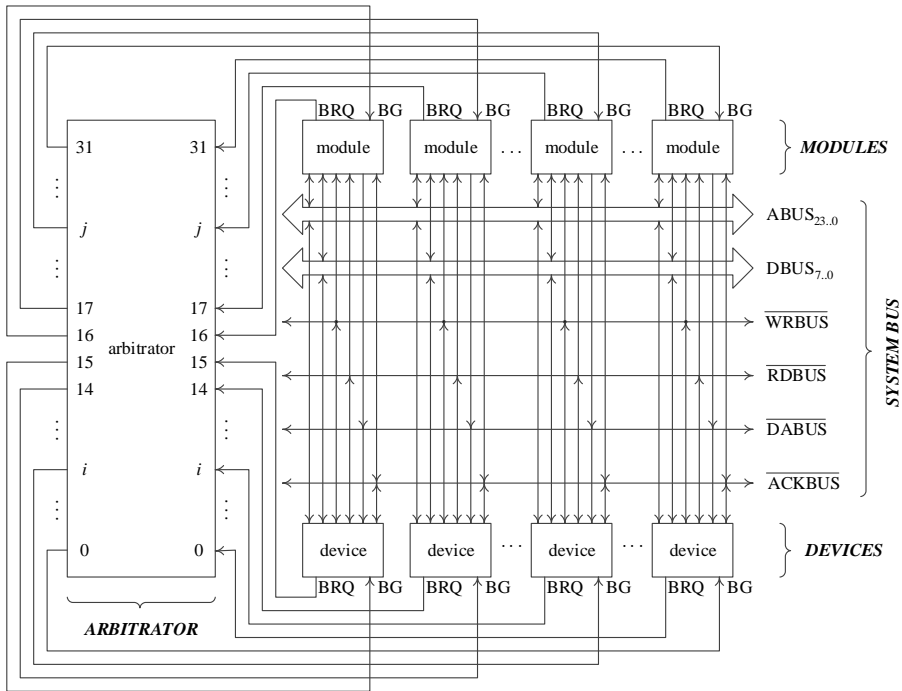 BRQ BG BRQ BG BRQ BG BRQ BG
31 31 module module ... module ... module MODULES
⋮ ⋮
j j ABUS23..0
⋮ ⋮ DBUS7..0
17 17
16 16 WRBUS
arbitrator
15 15
14 14 RDBUS
⋮ ⋮ DABUS
i i ACKBUS
⋮ ⋮
SYSTEM BUS
0 0 device device ... device ... device DEVICES
BRQ BG BRQ BG BRQ BG BRQ BG
ARBITRATOR